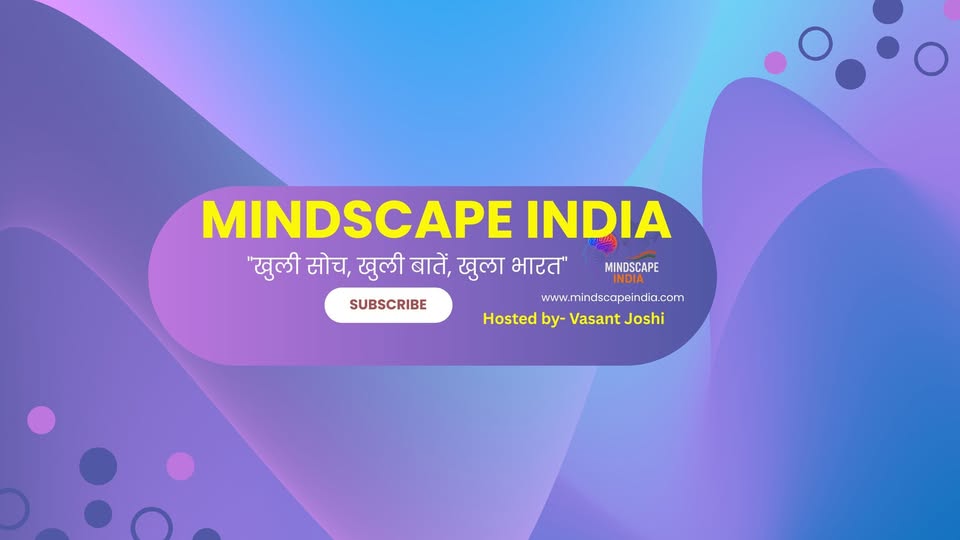 MINDSCAPE INDIA
"खुली सोच, खुली बातें, खुला भारत"
MINDSCAPE
INDIA
SUBSCRIBE
www.mindscapeindia.com
Hosted by- Vasant Joshi